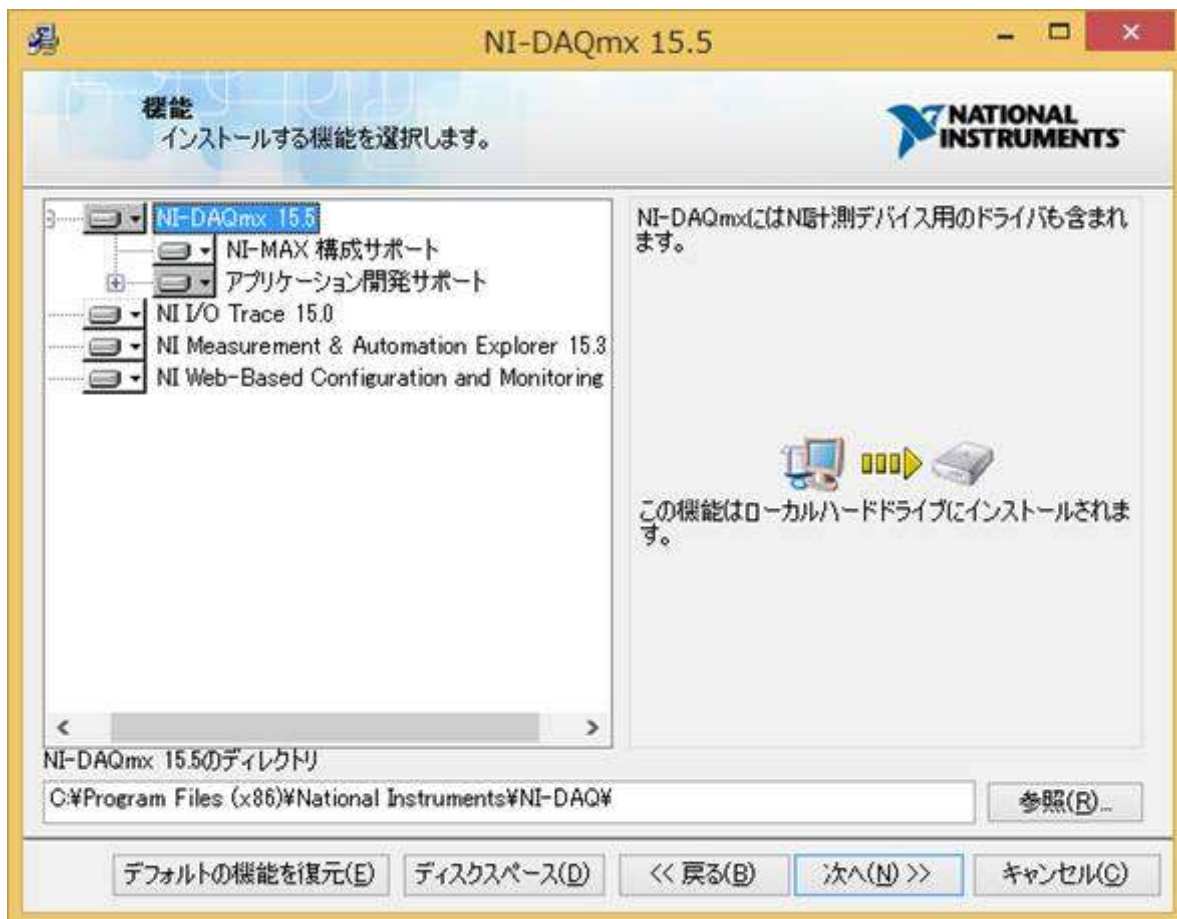 NI-DAQmx 15.5
機能
インストールする機能を選択します。
NATIONAL
INSTRUMENTS
NI-DAQmx 15.5
NI-MAX 構成サポート
アプリケーション開発サポート
NI I/O Trace 15.0
NI Measurement & Automation Explorer 15.3
NI Web-Based Configuration and Monitoring
NI-DAQmxにはNI計測デバイス用のドライバも含まれ
ます。
この機能はローカルハードドライブにインストールされま
す。
NI-DAQmx 15.5のディレクトリ
C:¥Program Files (x86)¥National Instruments¥NI-DAQ¥
参照(R)...
デフォルトの機能を復元(E)
ディスクスペース(D)
<< 戻る(B)
次へ(N) >>
キャンセル(C)